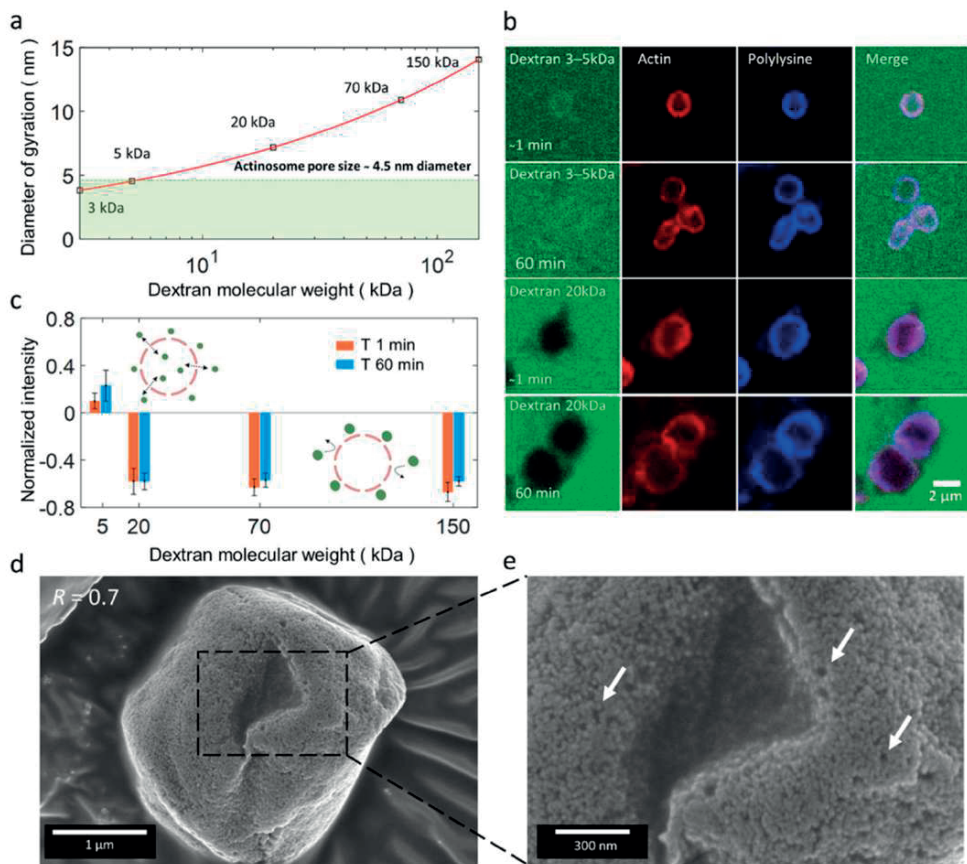 a
Diameter of gyration ( nm )
15
10
5
0
3 kDa
5 kDa
20 kDa
70 kDa
150 kDa
Actinosome pore size ~ 4.5 nm diameter
10¹
10²
Dextran molecular weight ( kDa )
b
Dextran 3–5kDa
Actin
Polylysine
Merge
~1 min
Dextran 3–5kDa
60 min
Dextran 20kDa
~1 min
Dextran 20kDa
60 min
2 μm
c
Normalized intensity
0.8
0.4
0
-0.4
-0.8
T 1 min
T 60 min
5
20
70
150
Dextran molecular weight ( kDa )
d
R = 0.7
1 μm
e
300 nm